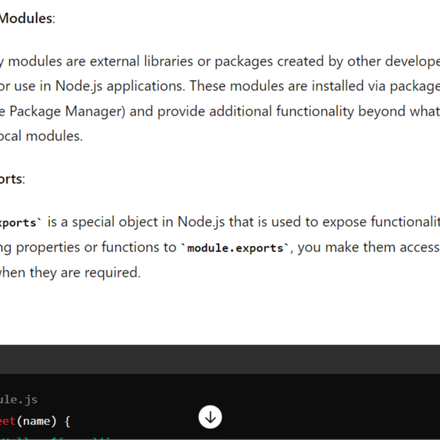 Modules:
y modules are external libraries or packages created by other develope
or use in Node.js applications. These modules are installed via package
e Package Manager) and provide additional functionality beyond what
ocal modules.
orts:
xports` is a special object in Node.js that is used to expose functionalit
ng properties or functions to `module.exports`, you make them access
when they are required.
ule.js
eet(name) {